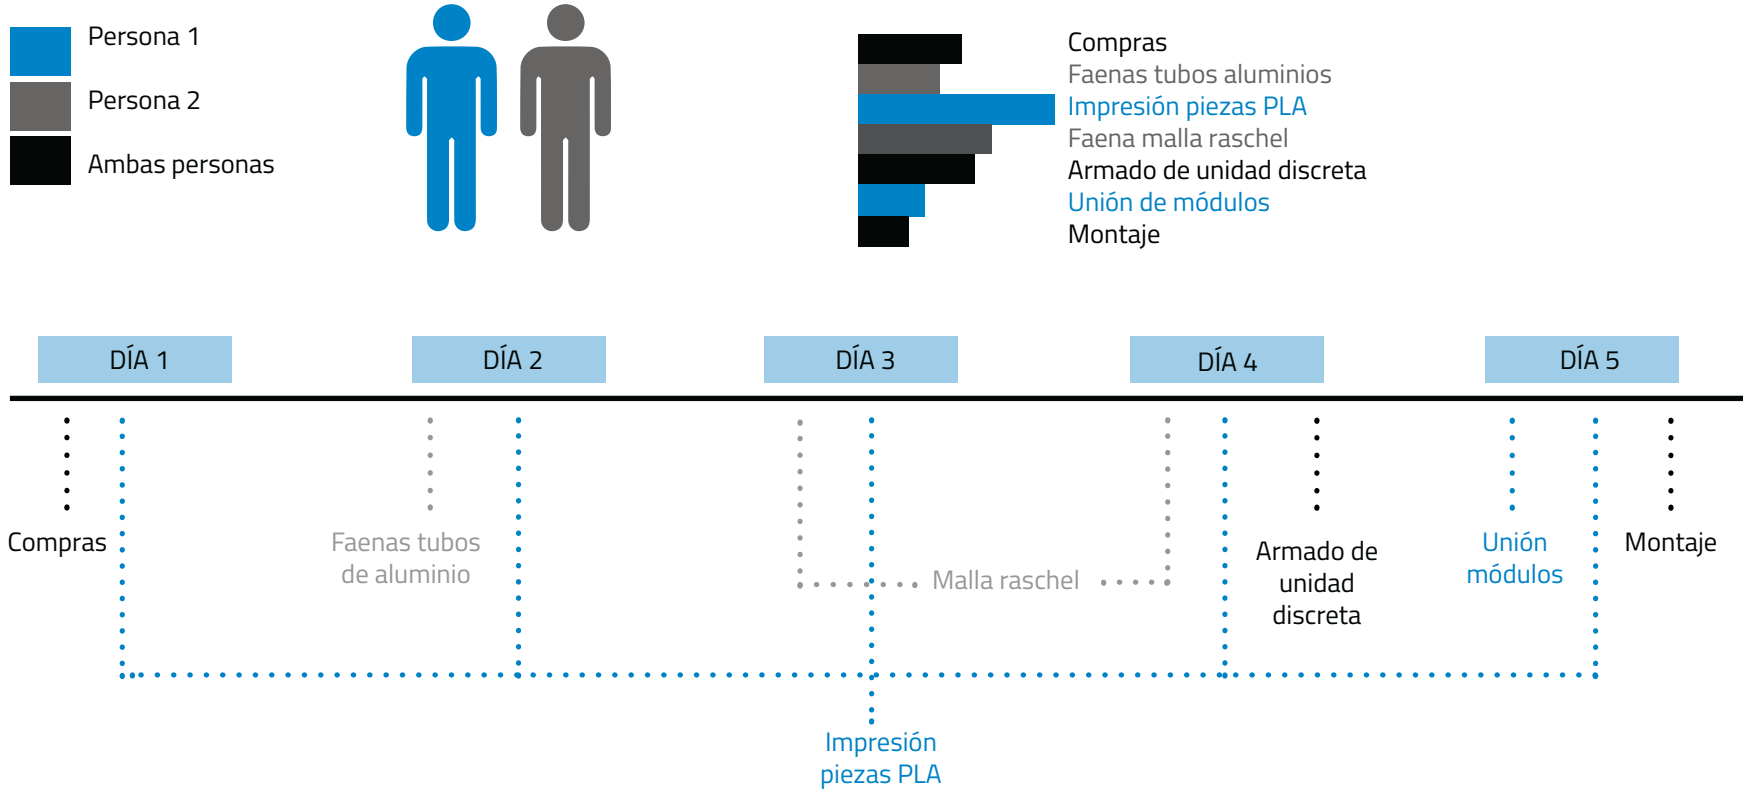 Persona 1
Persona 2
Ambas personas
Compras
Faenas tubos aluminios
Impresión piezas PLA
Faena malla raschel
Armado de unidad discreta
Unión de módulos
Montaje
DÍA 1
DÍA 2
DÍA 3
DÍA 4
DÍA 5
Compras
Faenas tubos
de aluminio
Malla raschel
Armado de
unidad
discreta
Unión
módulos
Montaje
Impresión
piezas PLA